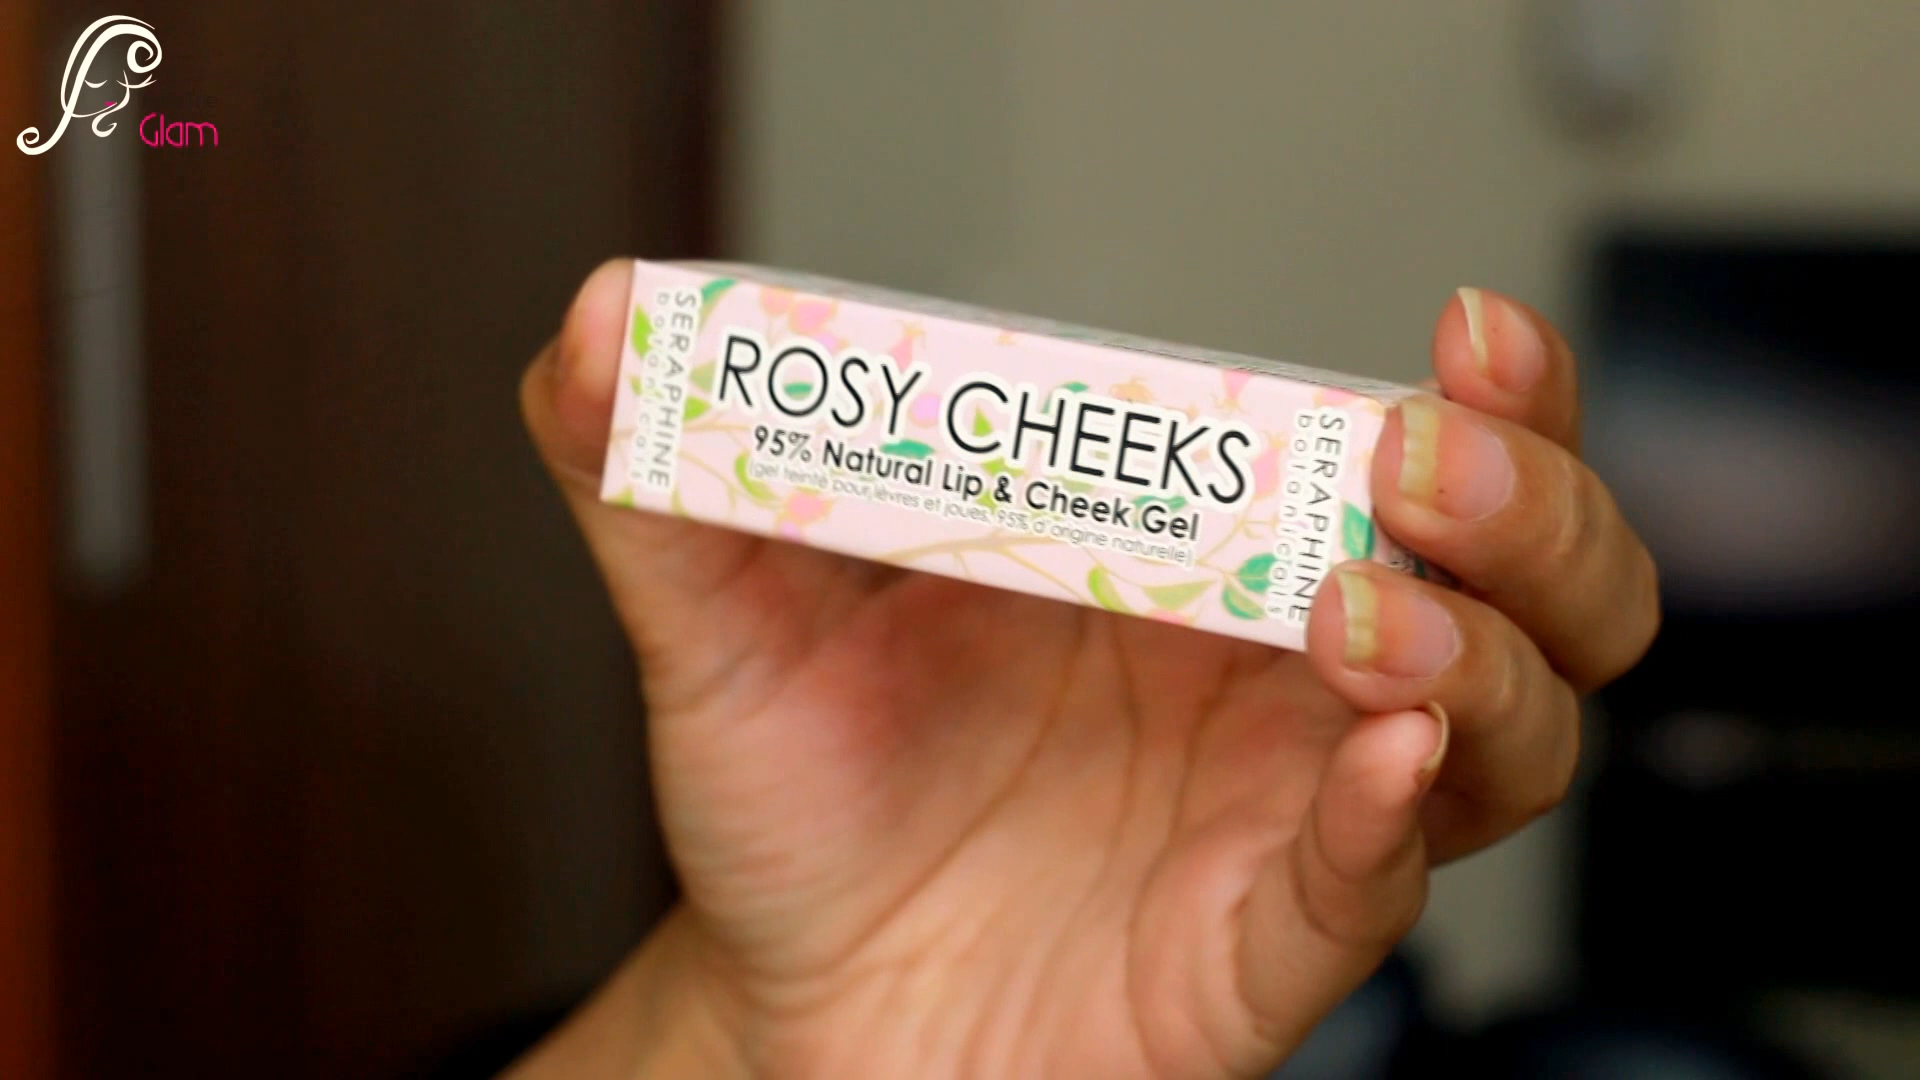 Glam
SERAPHINE
botanicals
ROSY CHEEKS
95% Natural Lip & Cheek Gel
(gel teinté pour lèvres et joues, 95% d'origine naturelle)
SERAPHINE
botanicals